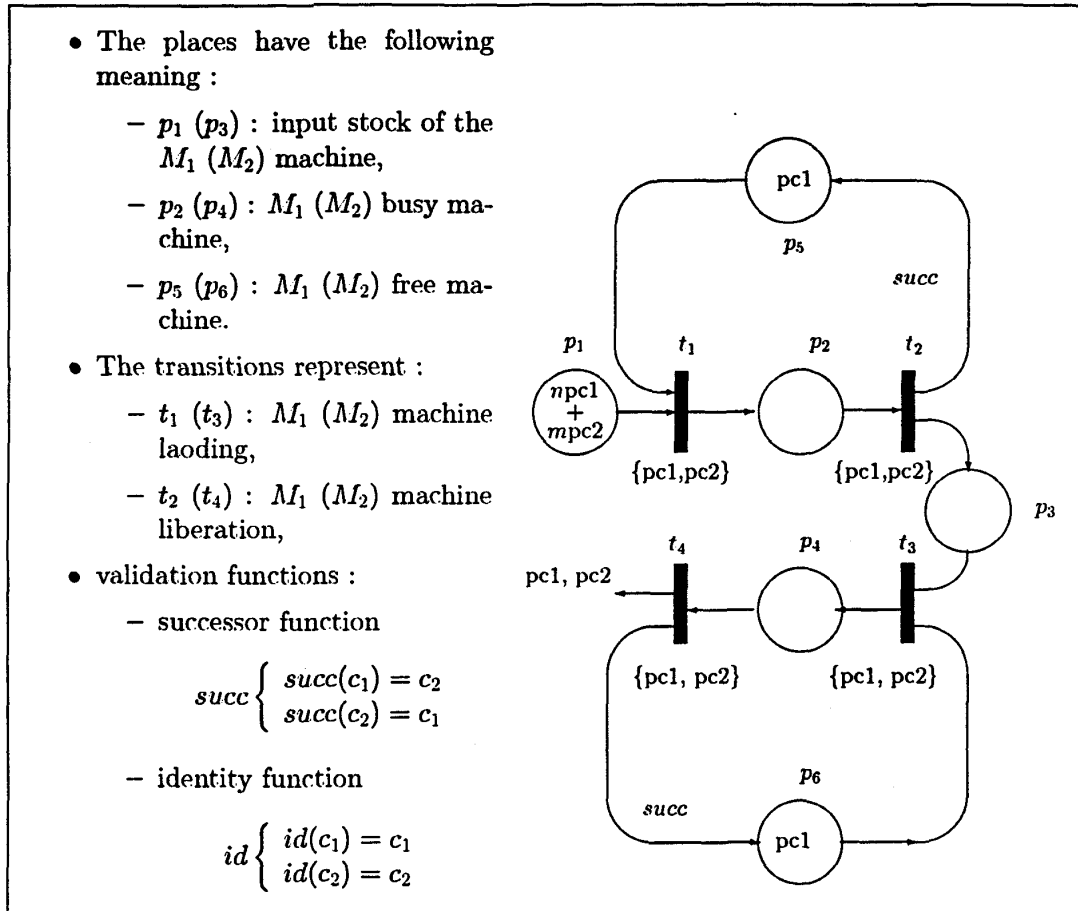 • The places have the following
meaning :
– p₁ (p₃) : input stock of the
M₁ (M₂) machine,
– p₂ (p₄) : M₁ (M₂) busy ma-
chine,
– p₅ (p₆) : M₁ (M₂) free ma-
chine.
• The transitions represent :
– t₁ (t₃) : M₁ (M₂) machine
laoding,
– t₂ (t₄) : M₁ (M₂) machine
liberation,
• validation functions :
– successor function
succ { succ(c₁) = c₂
succ(c₂) = c₁
– identity function
id { id(c₁) = c₁
id(c₂) = c₂
pc1
p₅
succ
p₁ t₁ p₂ t₂
npc1
+
mpc2
{pc1,pc2} {pc1,pc2}
p₃
t₄ p₄ t₃
pc1, pc2
{pc1, pc2} {pc1, pc2}
p₆
succ
pc1